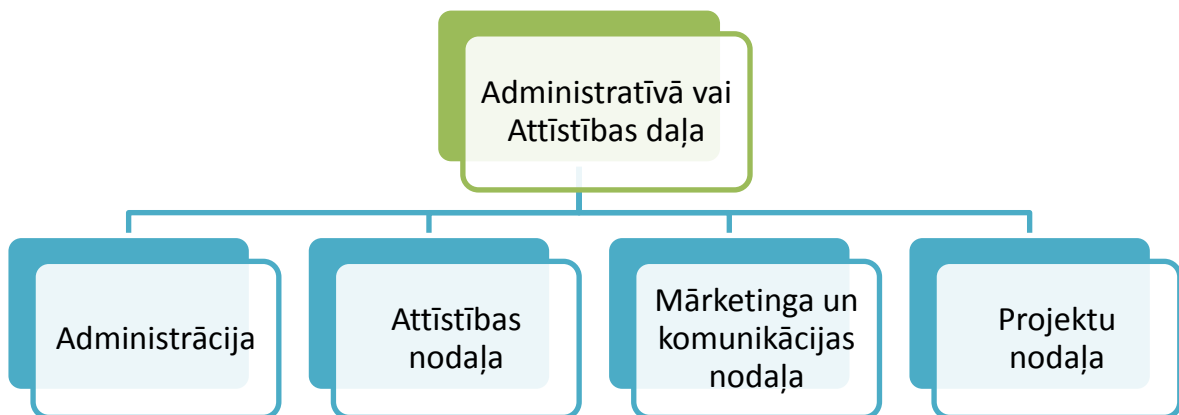 Administratīvā vai
Attīstības daļa
Administrācija
Attīstības
nodaļa
Mārketinga un
komunikācijas
nodaļa
Projektu
nodaļa